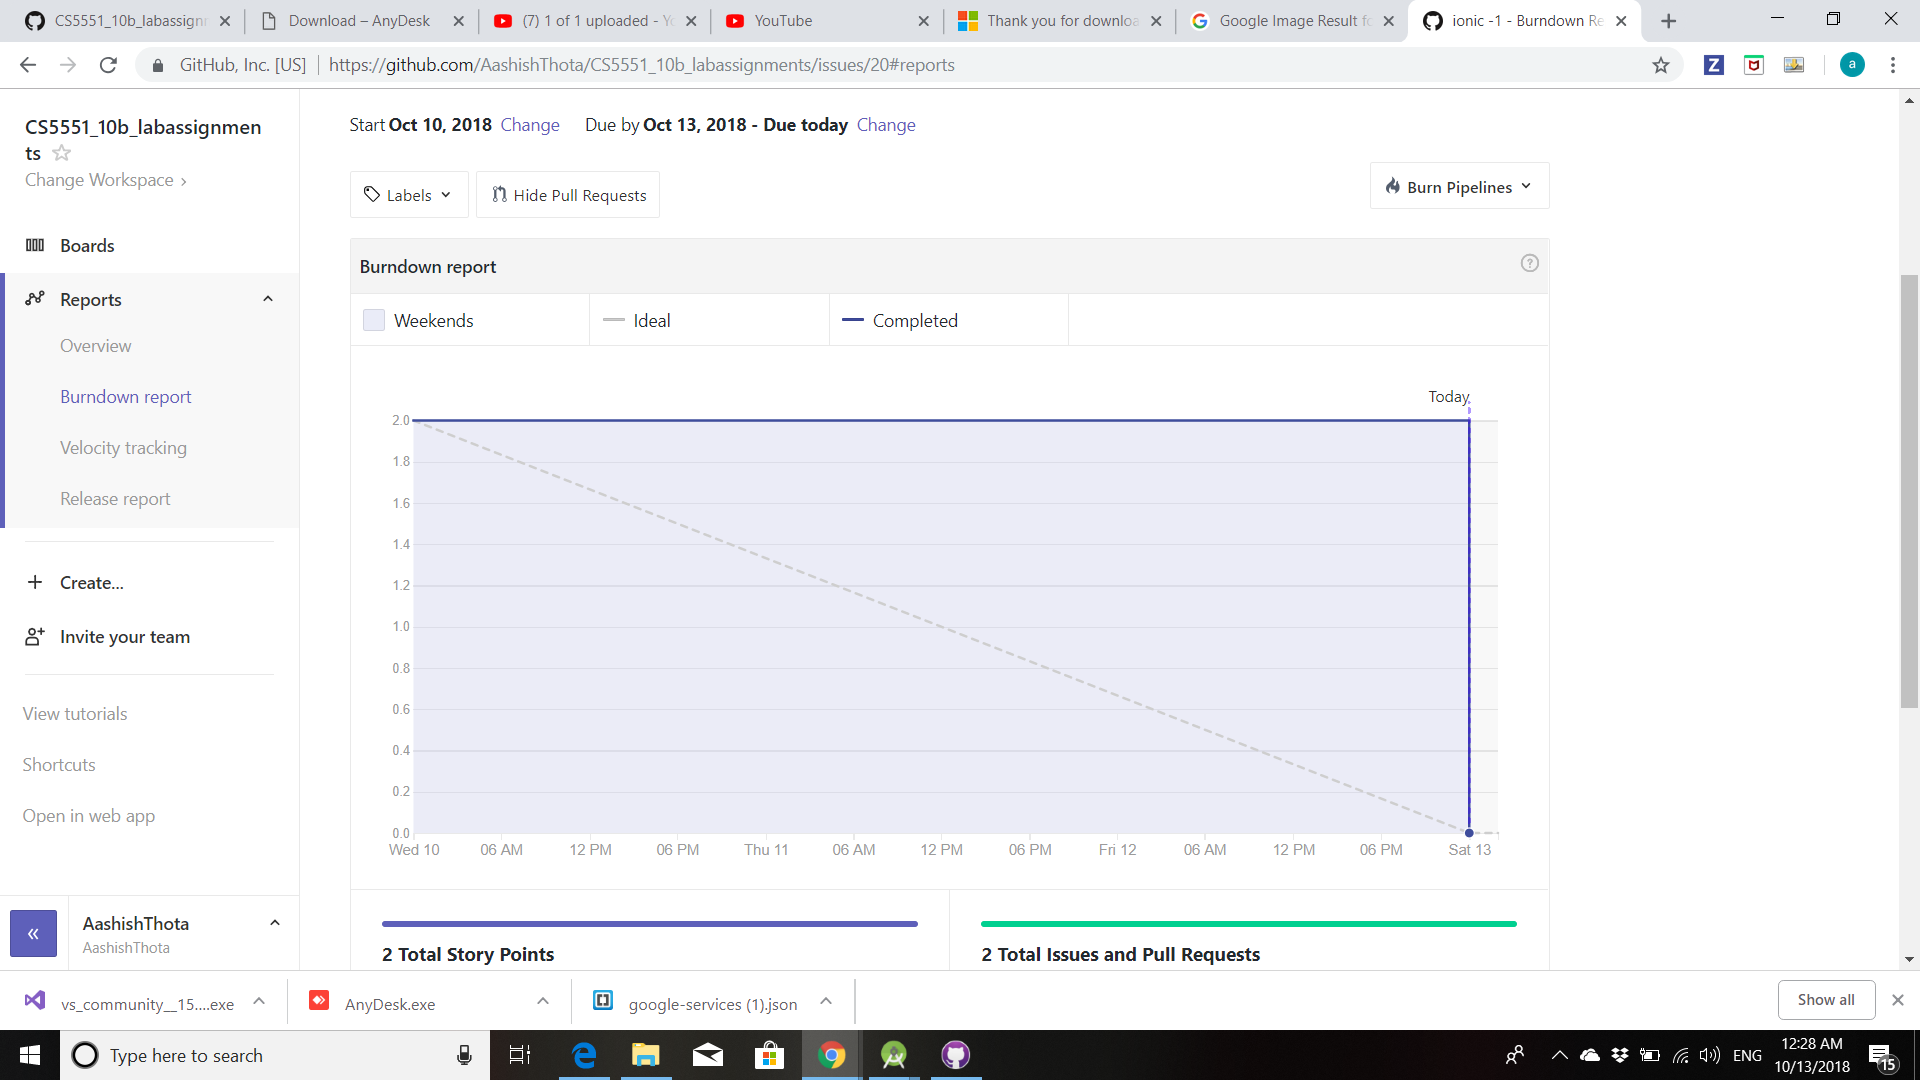 CS5551_10b_labassignm
Download – AnyDesk
(7) 1 of 1 uploaded - Yo
YouTube
Thank you for downloa
Google Image Result fo
ionic -1 - Burndown Re
GitHub, Inc. [US]
https://github.com/AashishThota/CS5551_10b_labassignments/issues/20#reports
a
CS5551_10b_labassignmen
ts
Change Workspace
Boards
Reports
Overview
Burndown report
Velocity tracking
Release report
Create...
Invite your team
View tutorials
Shortcuts
Open in web app
AashishThota
AashishThota
Start Oct 10, 2018 Change Due by Oct 13, 2018 - Due today Change
Labels
Hide Pull Requests
Burn Pipelines
Burndown report
Weekends
Ideal
Completed
Today
2.0
1.8
1.6
1.4
1.2
1.0
0.8
0.6
0.4
0.2
0.0
Wed 10 06 AM 12 PM 06 PM Thu 11 06 AM 12 PM 06 PM Fri 12 06 AM 12 PM 06 PM Sat 13
2 Total Story Points
2 Total Issues and Pull Requests
vs_community__15....exe
AnyDesk.exe
google-services (1).json
Show all
Type here to search
ENG
12:28 AM
10/13/2018
15